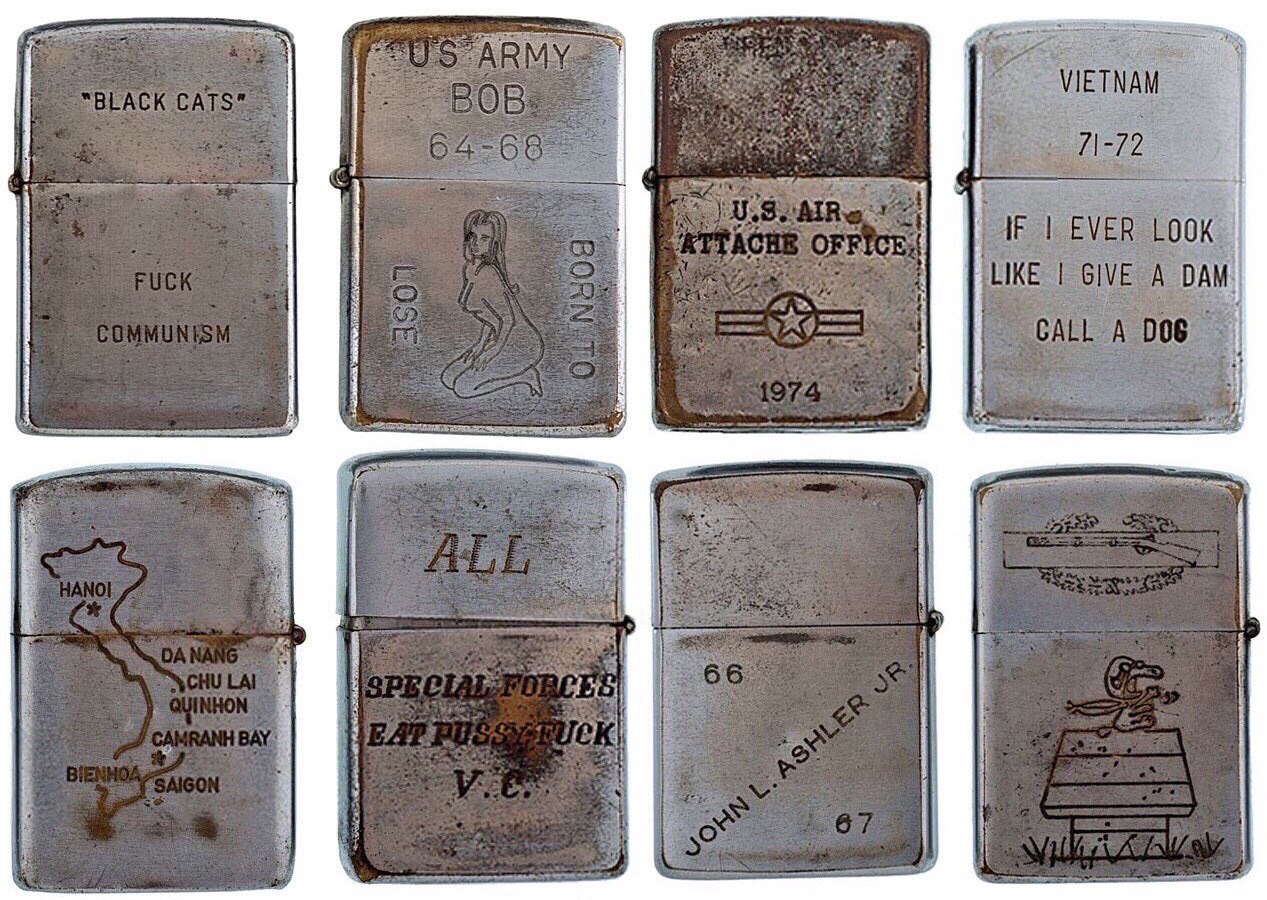 "BLACK CATS"
FUCK
COMMUNISM
US ARMY
BOB
64-68
BORN TO
LOSE
U.S. AIR
ATTACHE OFFICE
1974
VIETNAM
71-72
IF I EVER LOOK
LIKE I GIVE A DAM
CALL A DOG
HANOI
DA NANG
CHU LAI
QUINHON
CAMRANH BAY
BIENHOA
SAIGON
ALL
SPECIAL FORCES
EAT PUSSY FUCK
V.C.
66
JOHN L. ASHLER JR.
67